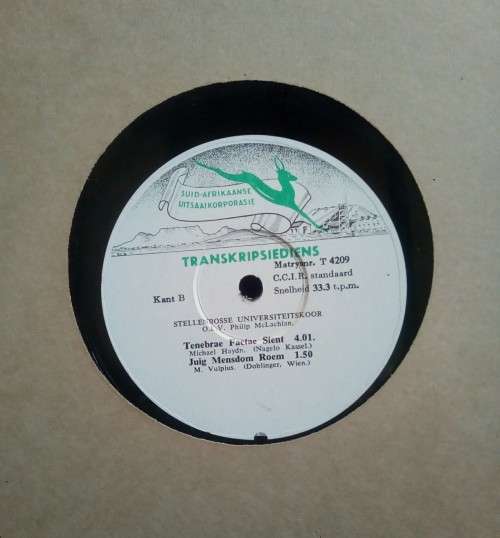 SUID-AFRIKAANSE
UITSAAIKORPORASIE
TRANSKRIPSIEDIENS
Matrysnr. T 4209
C.C.I.R. standaard
Kant B
Snelheid 33.3 t.p.m.
STELLENBOSSE UNIVERSITEITSKOOR
O.L.V. Philip McLachlan.
Tenebrae Factae Sient 4.01.
Michael Haydn. (Nagelo Kassel.)
Juig Mensdom Roem 1.50
M. Vulpius. (Doblinger, Wien.)